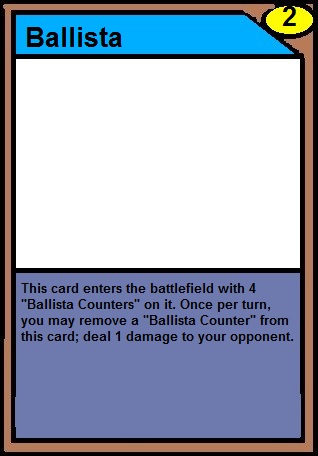 2
Ballista
This card enters the battlefield with 4
"Ballista Counters" on it. Once per turn,
you may remove a "Ballista Counter" from
this card; deal 1 damage to your opponent.